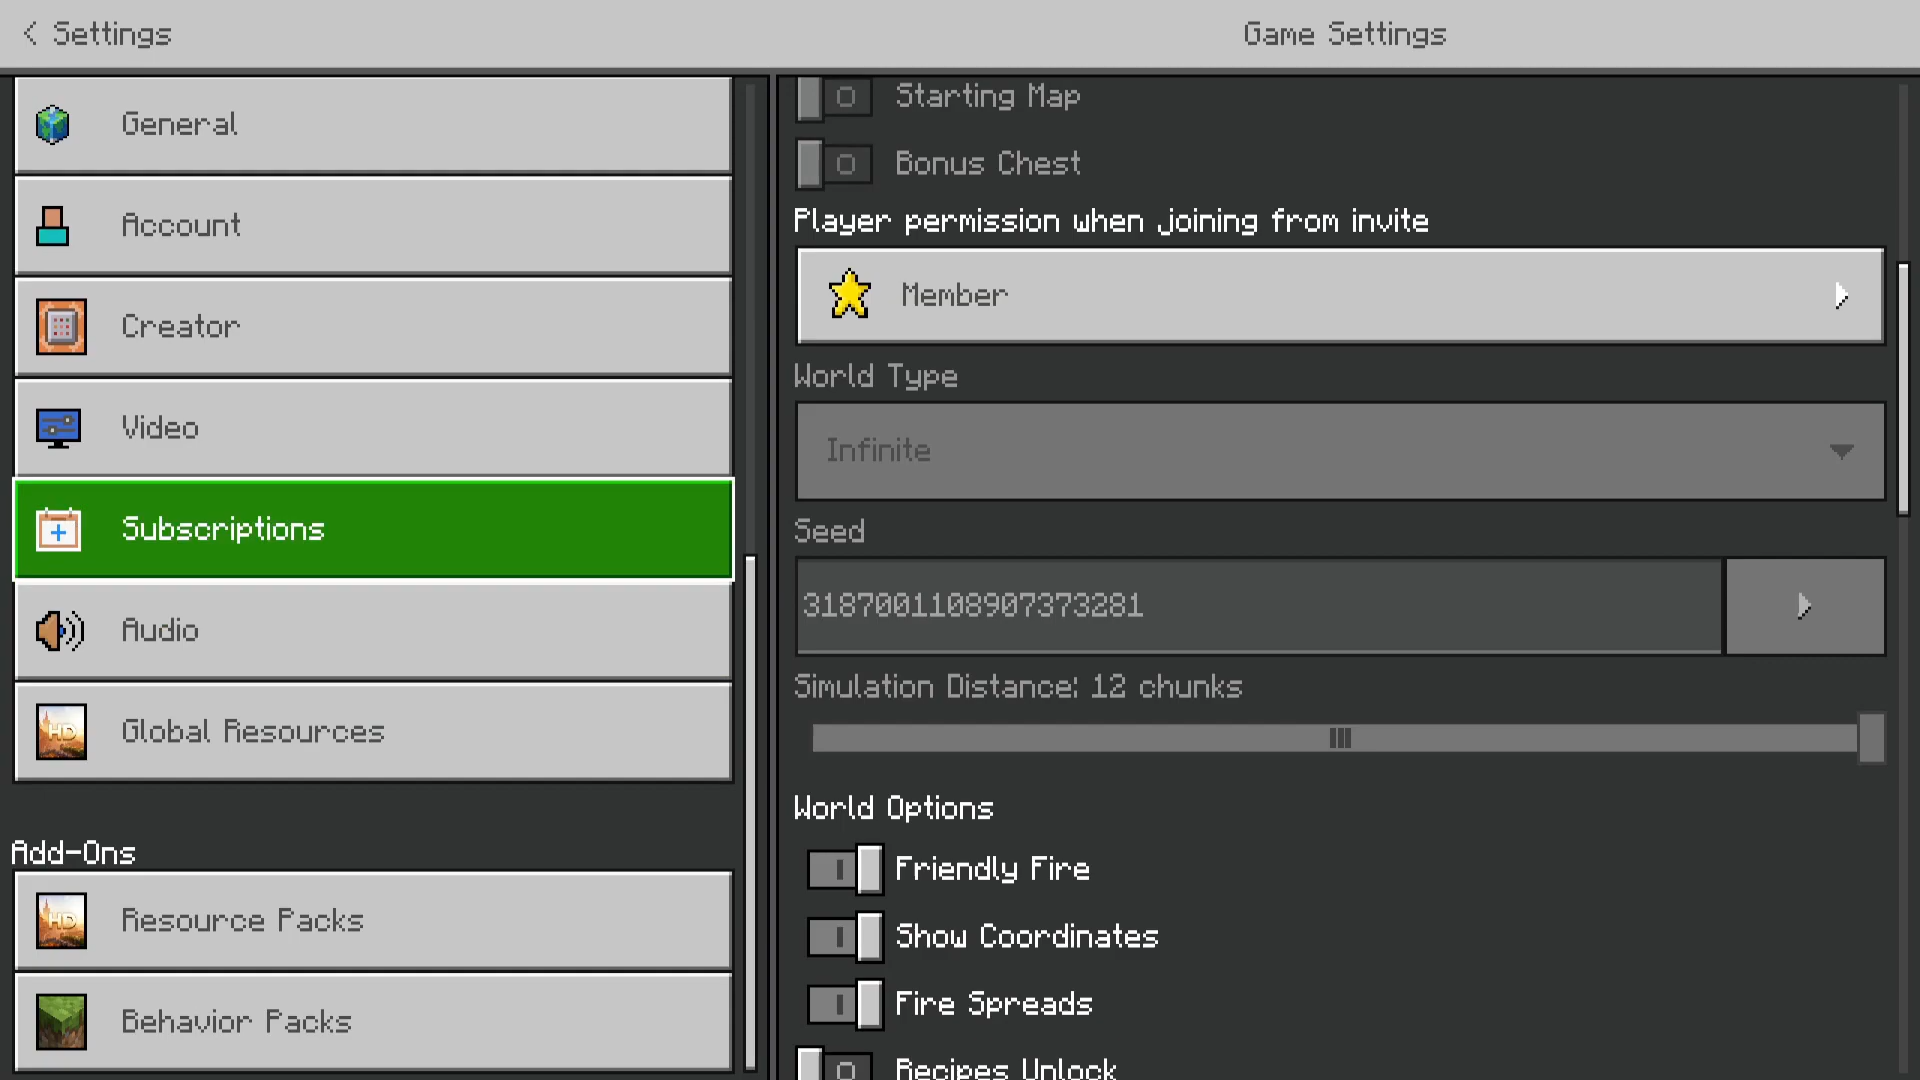 Settings
Game Settings
General
Account
Creator
Video
Subscriptions
Audio
Global Resources
Add-Ons
Resource Packs
Behavior Packs
Starting Map
Bonus Chest
Player permission when joining from invite
Member
World Type
Infinite
Seed
3187001108907373281
Simulation Distance: 12 chunks
World Options
Friendly Fire
Show Coordinates
Fire Spreads
Recipes Unlock